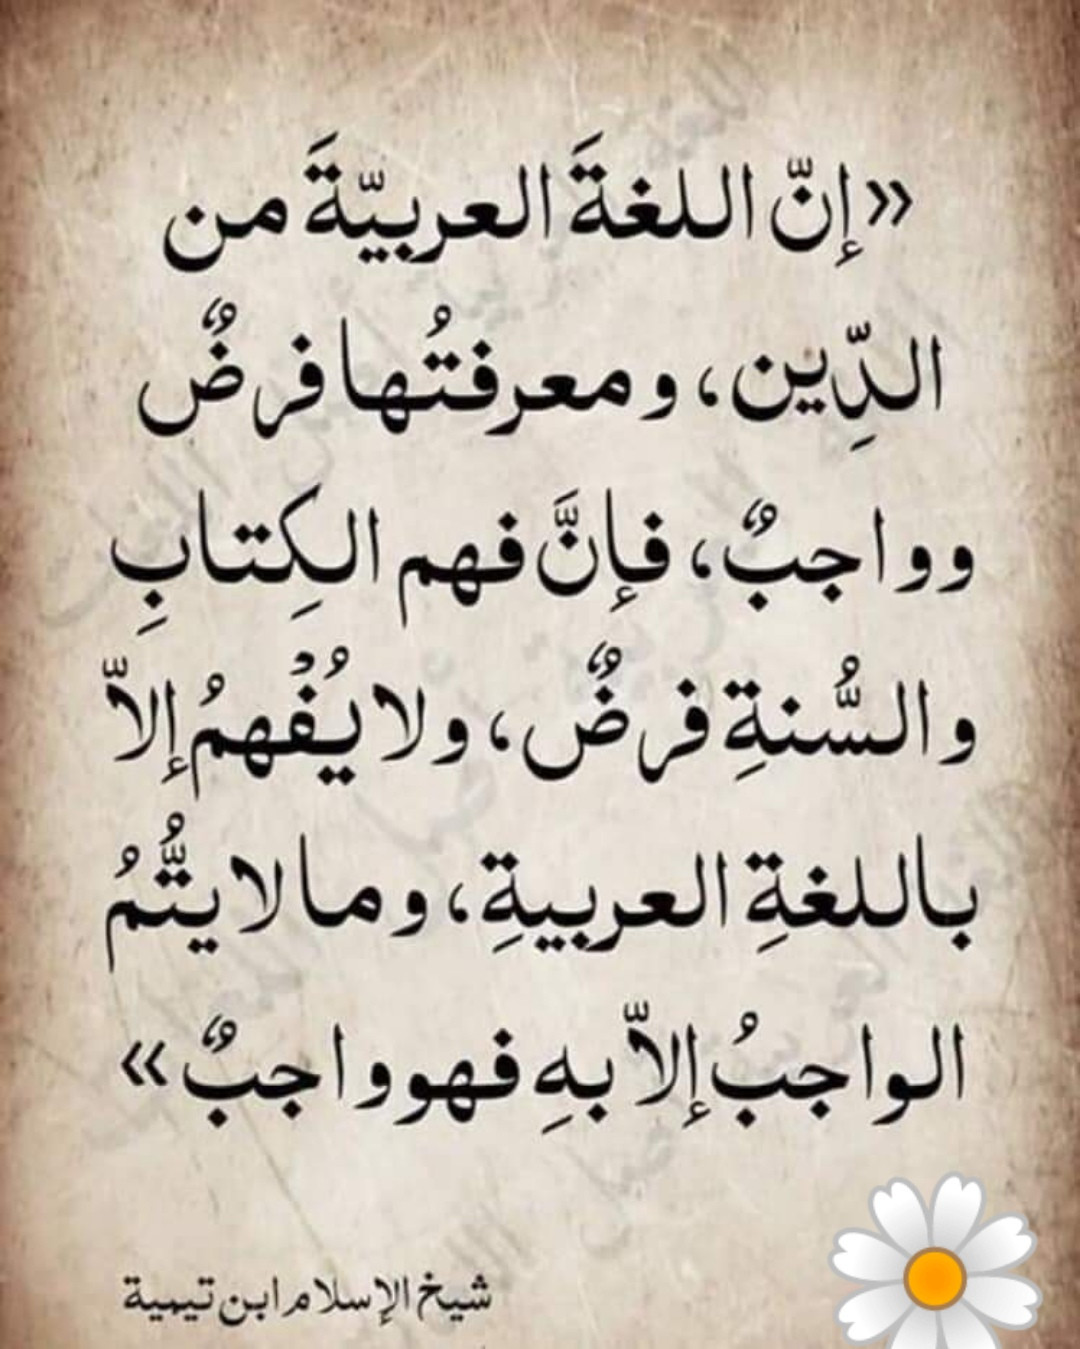 «إنّ اللغةَ العربيّةَ من
الدِّين، ومعرفتُها فرضٌ
وواجبٌ، فإنَّ فهم الكِتابِ
والسُّنةِ فرضٌ، ولا يُفْهمُ إلاّ
باللغةِ العربيةِ، وما لا يتُّمُ
الواجبُ إلاّ بهِ فهو واجبٌ»
شيخ الإسلام ابن تيمية